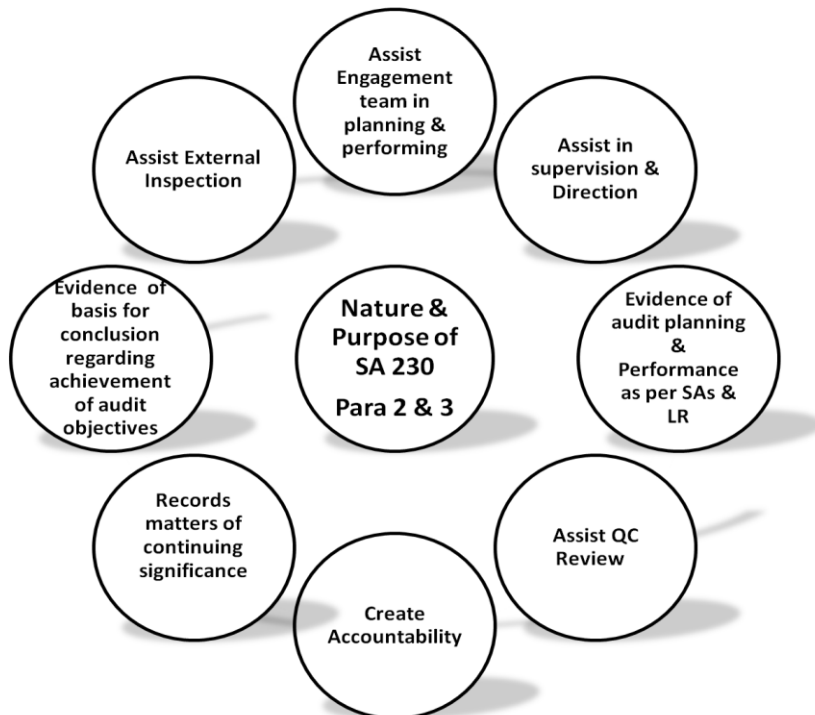 Assist
Engagement
team in
planning &
performing
Assist External
Inspection
Assist in
supervision &
Direction
Evidence of
basis for
conclusion
regarding
achievement
of audit
objectives
Nature &
Purpose of
SA 230
Para 2 & 3
Evidence of
audit planning
&
Performance
as per SAs &
LR
Records
matters of
continuing
significance
Assist QC
Review
Create
Accountability